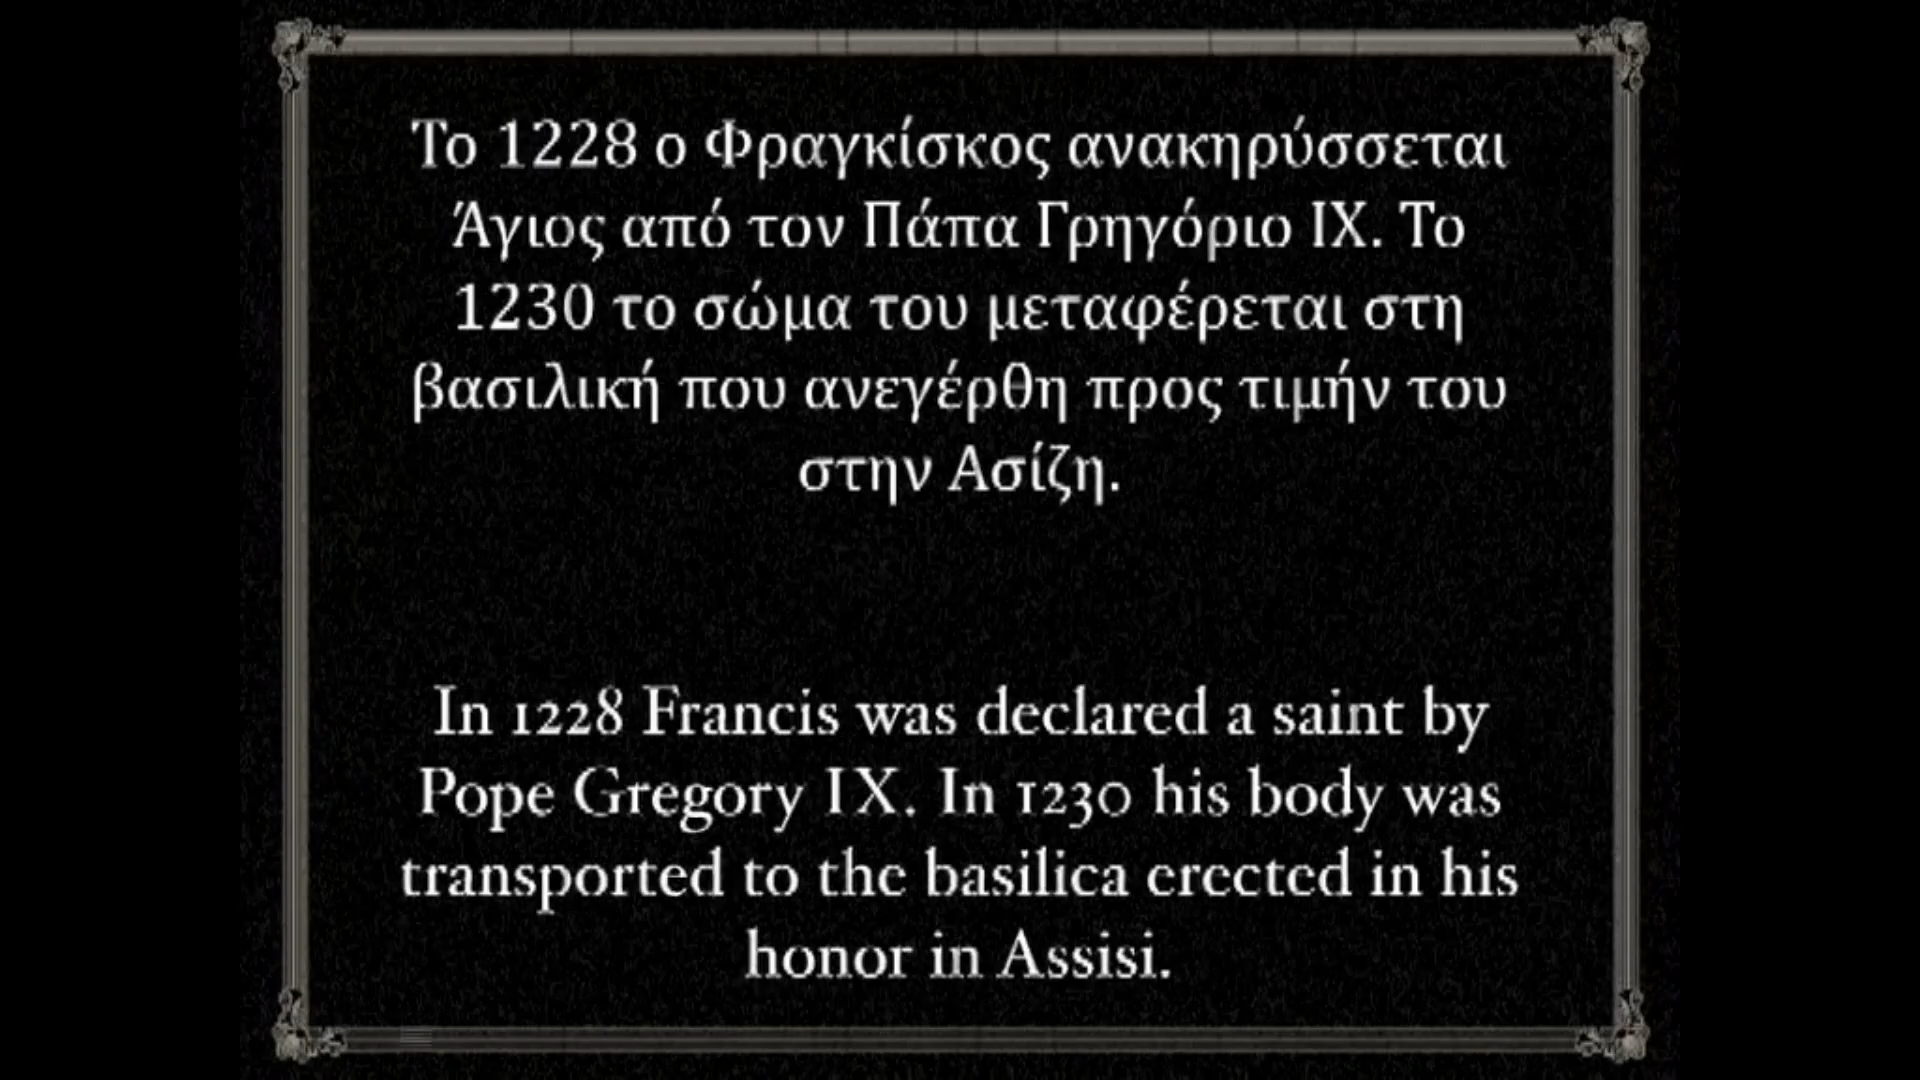 Το 1228 ο Φραγκίσκος ανακηρύσσεται
Άγιος από τον Πάπα Γρηγόριο IX. Το
1230 το σώμα του μεταφέρεται στη
βασιλική που ανεγέρθη προς τιμήν του
στην Ασίζη.
In 1228 Francis was declared a saint by
Pope Gregory IX. In 1230 his body was
transported to the basilica erected in his
honor in Assisi.